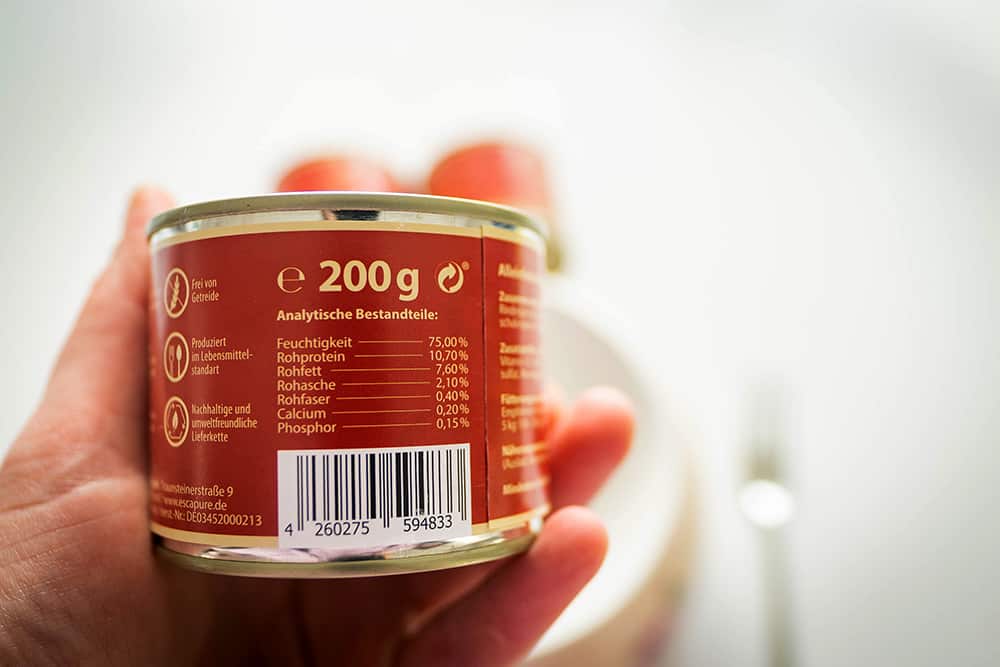 Frei von
Getreide
Produziert
im Lebensmittel-
standart
Nachhaltige und
umweltfreundliche
Lieferkette
Traunsteinerstraße 9
www.escapure.de
DE03452000213
℮ 200g
Analytische Bestandteile:
Feuchtigkeit 75,00%
Rohprotein 10,70%
Rohfett 7,60%
Rohasche 2,10%
Rohfaser 0,40%
Calcium 0,20%
Phosphor 0,15%
4 260275 594833
5 kg